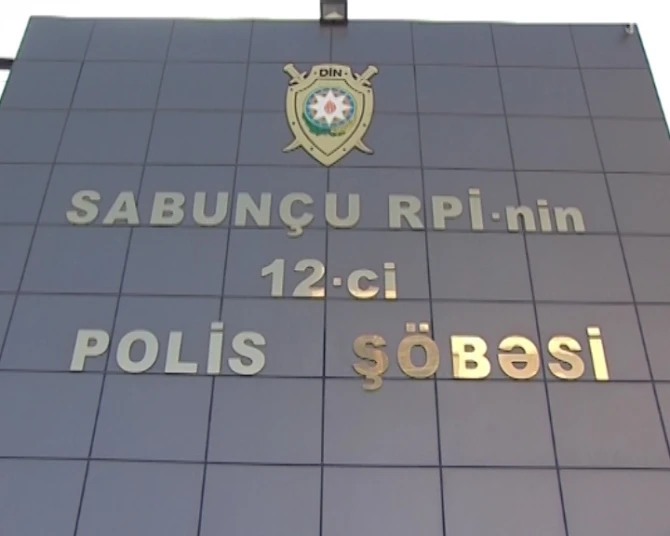 DİN
SABUNÇU RPİ-nin
12-ci
POLİS ŞÖBƏSİ